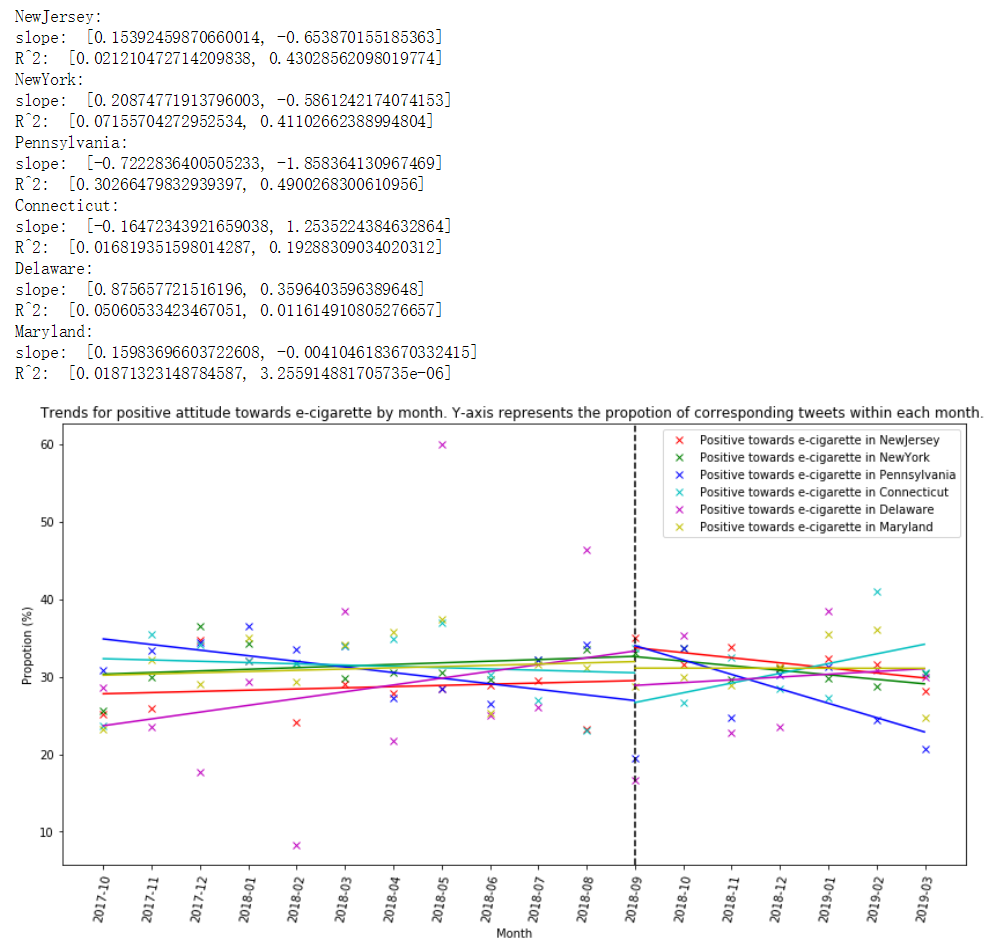 NewJersey:
slope:  [0.15392459870660014, -0.653870155185363]
R^2:  [0.021210472714209838, 0.43028562098019774]
NewYork:
slope:  [0.20874771913796003, -0.5861242174074153]
R^2:  [0.07155704272952534, 0.41102662388994804]
Pennsylvania:
slope:  [-0.7222836400505233, -1.858364130967469]
R^2:  [0.30266479832939397, 0.4900268300610956]
Connecticut:
slope:  [-0.16472343921659038, 1.2535224384632864]
R^2:  [0.016819351598014287, 0.19288309034020312]
Delaware:
slope:  [0.875657721516196, 0.3596403596389648]
R^2:  [0.05060533423467051, 0.011614910805276657]
Maryland:
slope:  [0.15983696603722608, -0.0041046183670332415]
R^2:  [0.01871323148784587, 3.255914881705735e-06]
Trends for positive attitude towards e-cigarette by month. Y-axis represents the propotion of corresponding tweets within each month.
Positive towards e-cigarette in NewJersey
Positive towards e-cigarette in NewYork
Positive towards e-cigarette in Pennsylvania
Positive towards e-cigarette in Connecticut
Positive towards e-cigarette in Delaware
Positive towards e-cigarette in Maryland
Propotion (%)
60
50
40
30
20
10
2017-10
2017-11
2017-12
2018-01
2018-02
2018-03
2018-04
2018-05
2018-06
2018-07
2018-08
2018-09
2018-10
2018-11
2018-12
2019-01
2019-02
2019-03
Month